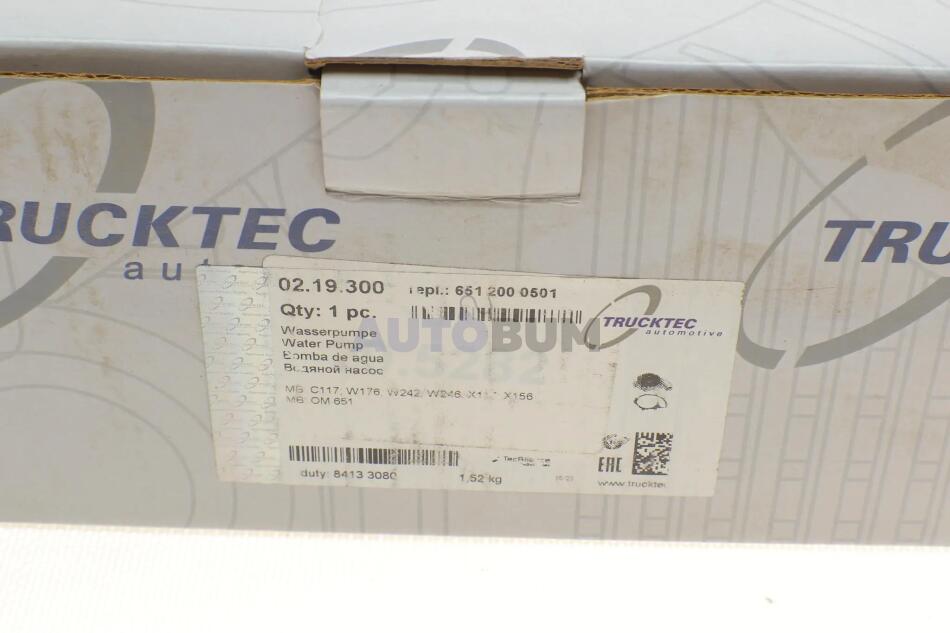 RUCKTEC
TRU
02.19.300 repl.: 651 200 0501
Qty: 1 pc.
TRUCKTEC
automotive
AUTOBUM
Wasserpumpe
Water Pump
Bomba de agua
Водяной насос
MB: C117, W176, W242, W246, X156
MB: OM 651
duty: 8413 3080 1,52 kg
EAC
www.trucktec